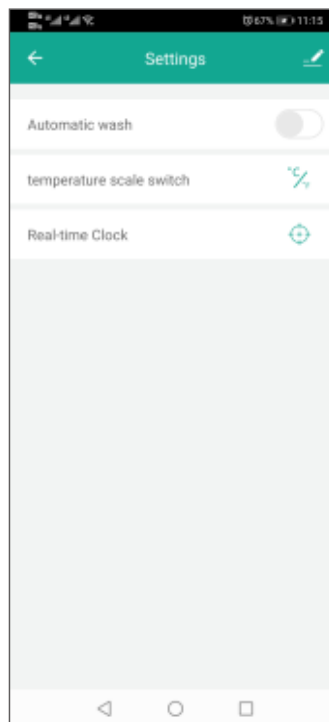 67% 11:15
Settings
Automatic wash
temperature scale switch
°C/°F
Real-time Clock